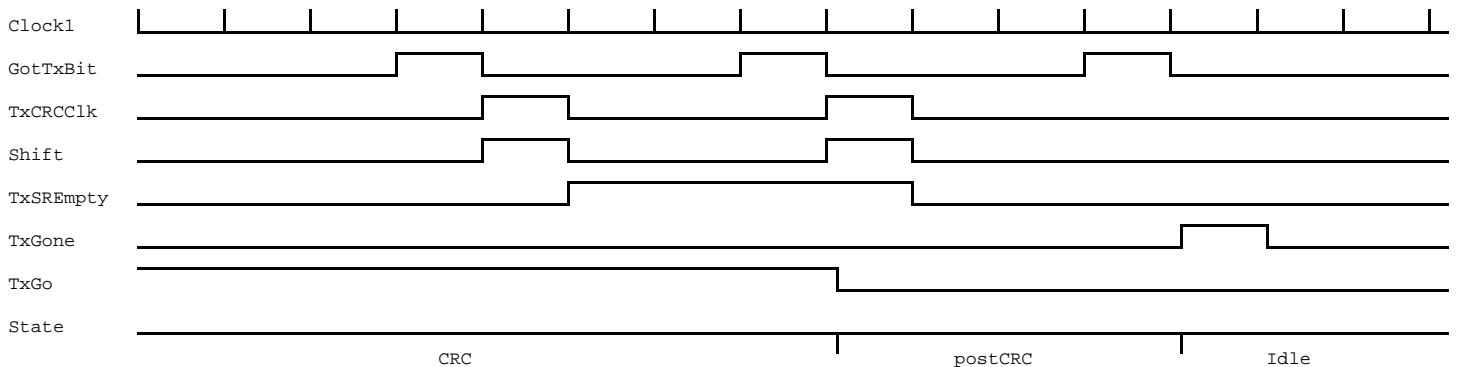 Clock1
GotTxBit
TxCRCClk
Shift
TxSREmpty
TxGone
TxGo
State
CRC postCRC Idle